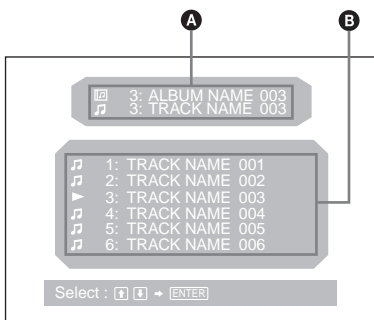 A B
3: ALBUM NAME 003
3: TRACK NAME 003
1: TRACK NAME 001
2: TRACK NAME 002
3: TRACK NAME 003
4: TRACK NAME 004
5: TRACK NAME 005
6: TRACK NAME 006
Select : ↑ ↓ → ENTER